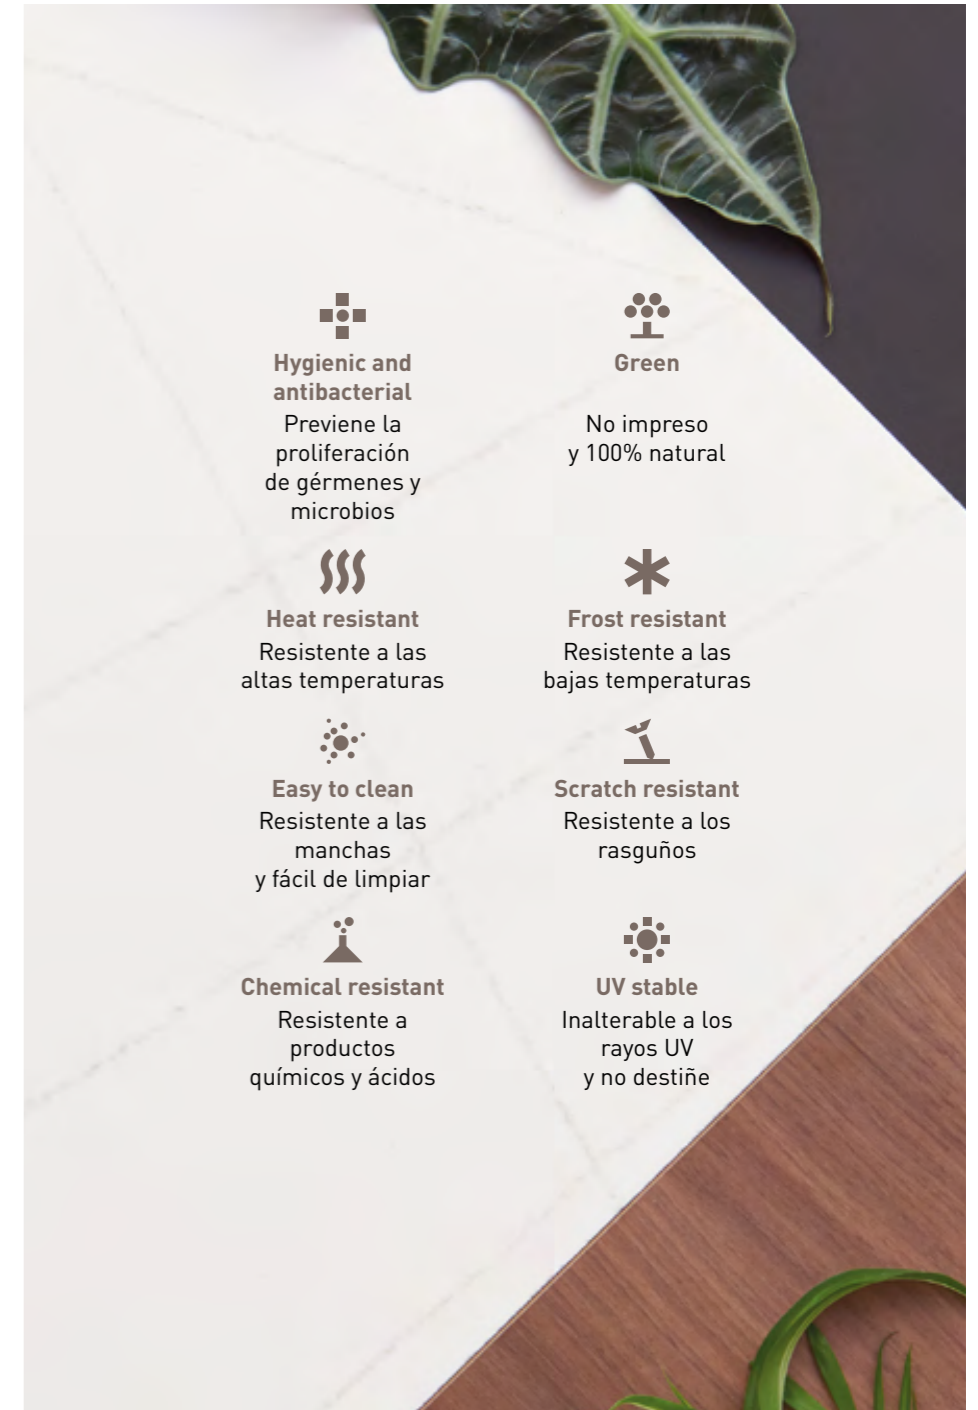 Hygienic and
antibacterial
Previene la
proliferación
de gérmenes y
microbios
Green
No impreso
y 100% natural
Heat resistant
Resistente a las
altas temperaturas
Frost resistant
Resistente a las
bajas temperaturas
Easy to clean
Resistente a las
manchas
y fácil de limpiar
Scratch resistant
Resistente a los
rasguños
Chemical resistant
Resistente a
productos
químicos y ácidos
UV stable
Inalterable a los
rayos UV
y no destiñe